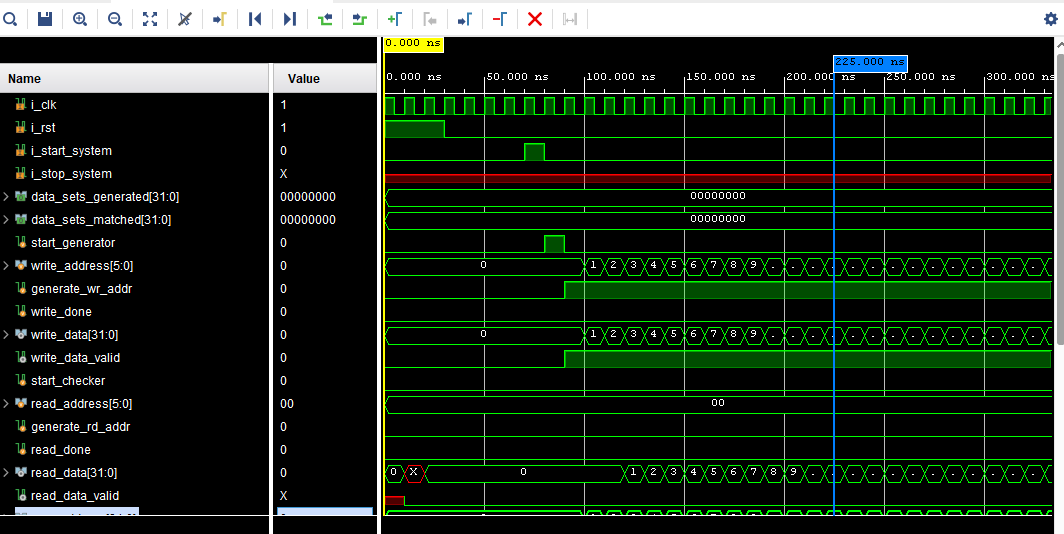 0.000 ns
225.000 ns
Name Value 0.000 ns 50.000 ns 100.000 ns 150.000 ns 200.000 ns 250.000 ns 300.000 ns
i_clk 1
i_rst 1
i_start_system 0
i_stop_system X
data_sets_generated[31:0] 00000000 00000000
data_sets_matched[31:0] 00000000 00000000
start_generator 0
write_address[5:0] 0 0 1 2 3 4 5 6 7 8 9 . . . . . . . . . . . . . .
generate_wr_addr 0
write_done 0
write_data[31:0] 0 0 1 2 3 4 5 6 7 8 9 . . . . . . . . . . . . . .
write_data_valid 0
start_checker 0
read_address[5:0] 00 00
generate_rd_addr 0
read_done 0
read_data[31:0] 0 0 X 0 1 2 3 4 5 6 7 8 9 . . . . . . . . . . . .
read_data_valid X